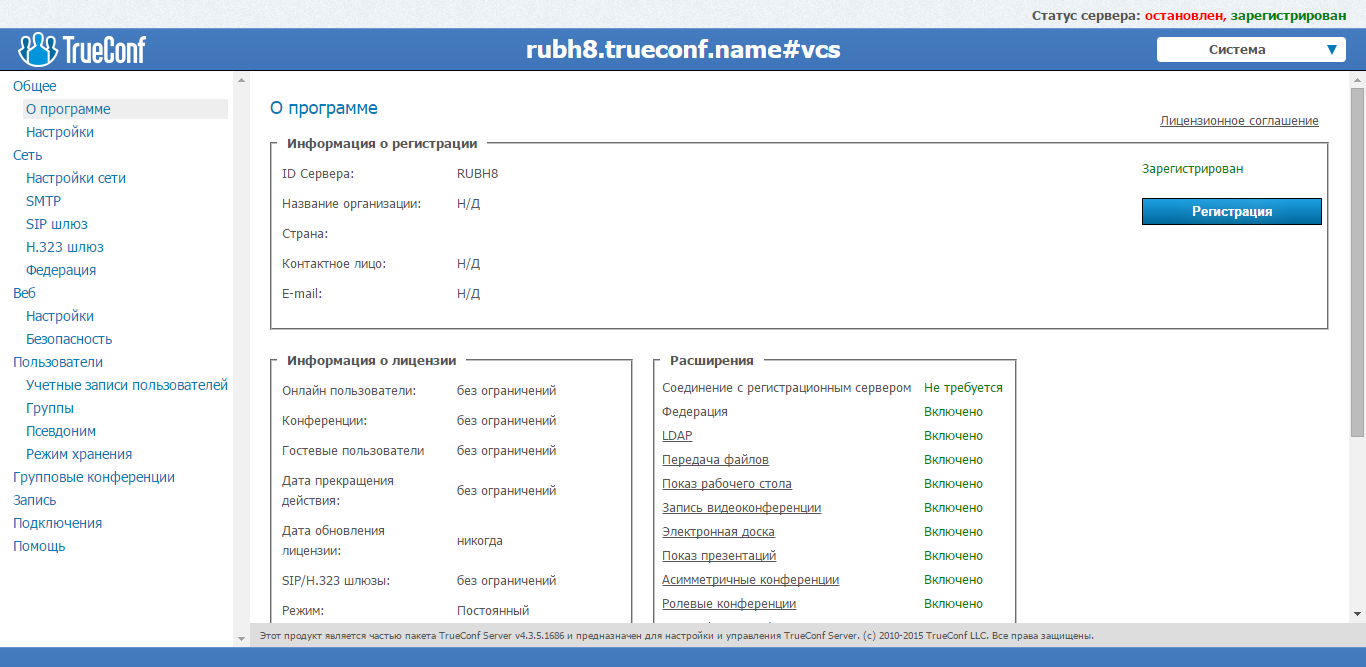 Статус сервера: остановлен, зарегистрирован
TrueConf
rubh8.trueconf.name#vcs
Система
Общее
О программе
Настройки
Сеть
Настройки сети
SMTP
SIP шлюз
H.323 шлюз
Федерация
Веб
Настройки
Безопасность
Пользователи
Учетные записи пользователей
Группы
Псевдоним
Режим хранения
Групповые конференции
Запись
Подключения
Помощь
О программе
Лицензионное соглашение
Информация о регистрации
ID Сервера: RUBH8
Название организации: Н/Д
Страна:
Контактное лицо: Н/Д
E-mail: Н/Д
Зарегистрирован
Регистрация
Информация о лицензии
Онлайн пользователи: без ограничений
Конференции: без ограничений
Гостевые пользователи без ограничений
Дата прекращения
действия: без ограничений
Дата обновления
лицензии: никогда
SIP/H.323 шлюзы: без ограничений
Режим: Постоянный
Расширения
Соединение с регистрационным сервером Не требуется
Федерация Включено
LDAP Включено
Передача файлов Включено
Показ рабочего стола Включено
Запись видеоконференции Включено
Электронная доска Включено
Показ презентаций Включено
Асимметричные конференции Включено
Ролевые конференции Включено
Этот продукт является частью пакета TrueConf Server v4.3.5.1686 и предназначен для настройки и управления TrueConf Server. (c) 2010-2015 TrueConf LLC. Все права защищены.